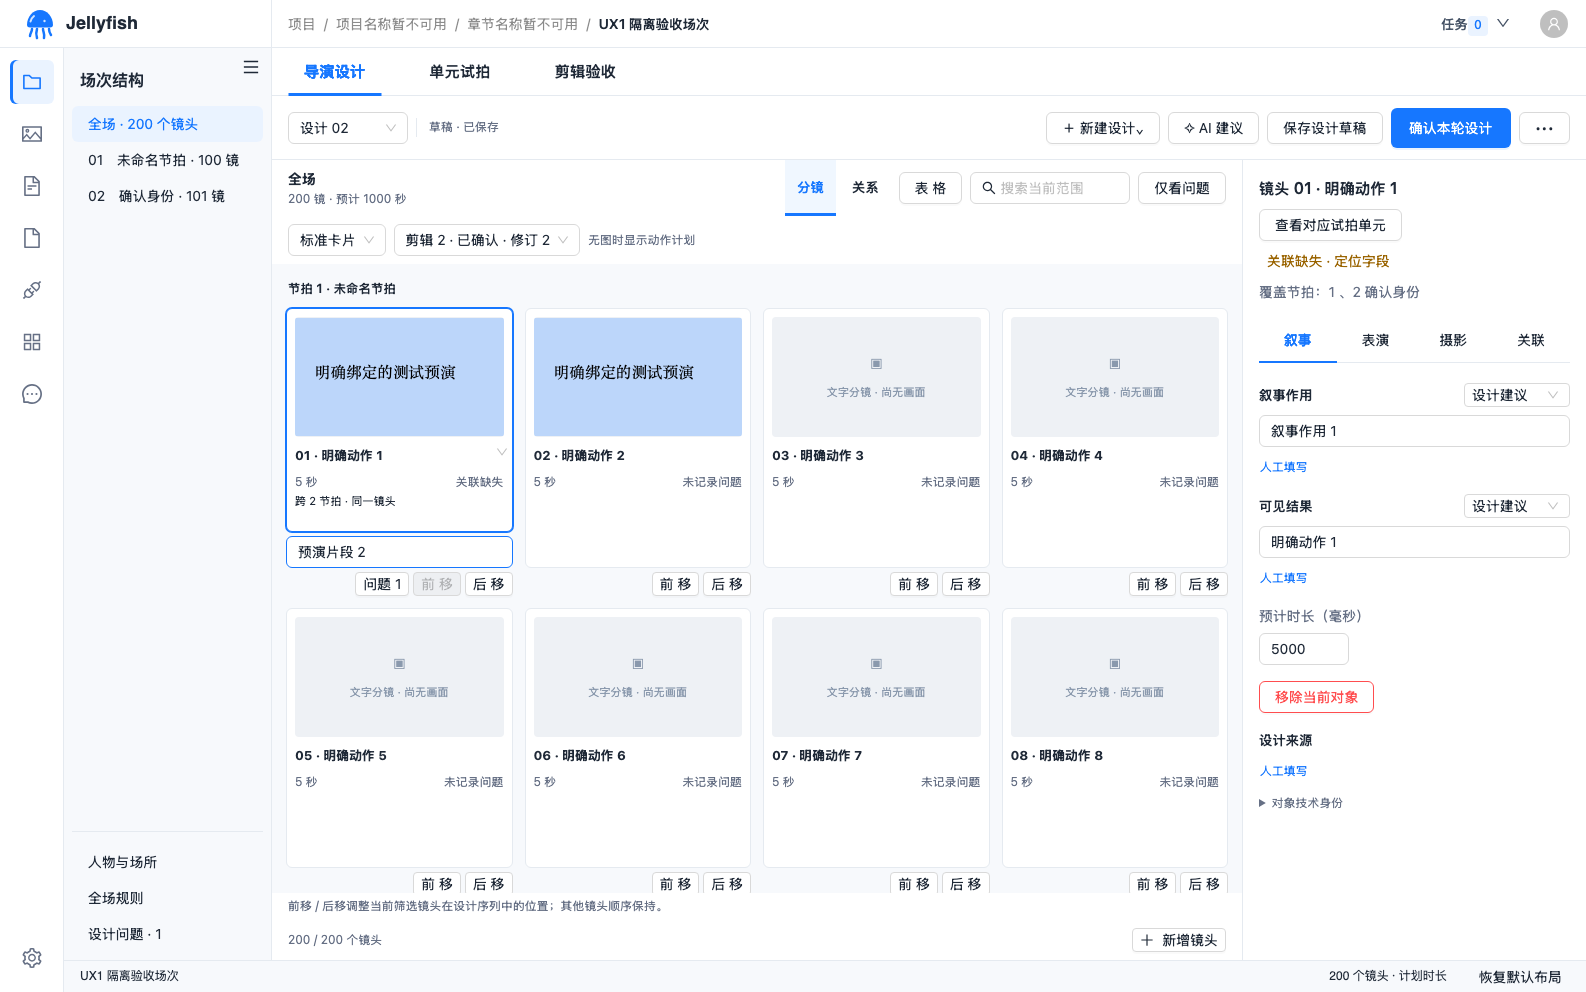 Jellyfish
项目 / 项目名称暂不可用 / 章节名称暂不可用 / UX1 隔离验收场次
任务 0
场次结构
全场 · 200 个镜头
01 未命名节拍 · 100 镜
02 确认身份 · 101 镜
人物与场所
全场规则
设计问题 · 1
导演设计 单元试拍 剪辑验收
设计 02 草稿 · 已保存
+ 新建设计 AI 建议 保存设计草稿 确认本轮设计 ···
全场
200 镜 · 预计 1000 秒
分镜 关系 表 格 搜索当前范围 仅看问题
标准卡片 剪辑 2 · 已确认 · 修订 2 无图时显示动作计划
节拍 1 · 未命名节拍
明确绑定的测试预演
01 · 明确动作 1
5 秒 关联缺失
跨 2 节拍 · 同一镜头
预演片段 2
问题 1 前 移 后 移
明确绑定的测试预演
02 · 明确动作 2
5 秒 未记录问题
前 移 后 移
文字分镜 · 尚无画面
03 · 明确动作 3
5 秒 未记录问题
前 移 后 移
文字分镜 · 尚无画面
04 · 明确动作 4
5 秒 未记录问题
前 移 后 移
文字分镜 · 尚无画面
05 · 明确动作 5
5 秒 未记录问题
前 移 后 移
文字分镜 · 尚无画面
06 · 明确动作 6
5 秒 未记录问题
前 移 后 移
文字分镜 · 尚无画面
07 · 明确动作 7
5 秒 未记录问题
前 移 后 移
文字分镜 · 尚无画面
08 · 明确动作 8
5 秒 未记录问题
前 移 后 移
前移 / 后移调整当前筛选镜头在设计序列中的位置；其他镜头顺序保持。
200 / 200 个镜头
+ 新增镜头
镜头 01 · 明确动作 1
查看对应试拍单元
关联缺失 · 定位字段
覆盖节拍：1 、2 确认身份
叙事 表演 摄影 关联
叙事作用 设计建议
叙事作用 1
人工填写
可见结果 设计建议
明确动作 1
人工填写
预计时长（毫秒）
5000
移除当前对象
设计来源
人工填写
对象技术身份
UX1 隔离验收场次
200 个镜头 · 计划时长 恢复默认布局